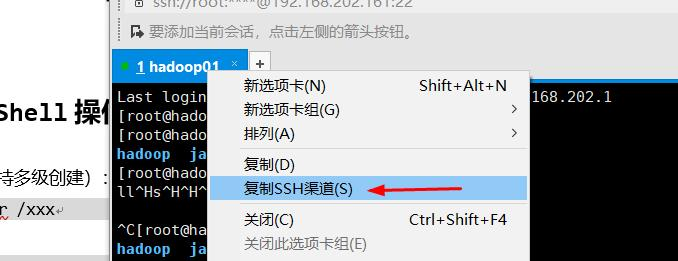 ssh://root:****@192.168.202.161:22
要添加当前会话，点击左侧的箭头按钮。
1 hadoop01 × +
Shell 操
持多级创建）：
r /xxx
Last login
168.202.1
[root@hado
[root@hado
hadoop ja
[root@hado
ll^Hs^H^H^
^C[root@ha
hadoop ja
新选项卡(N) Shift+Alt+N
新选项卡组(G)
排列(A)
复制(D)
复制SSH渠道(S)
关闭(C) Ctrl+Shift+F4
关闭此选项卡组(E)